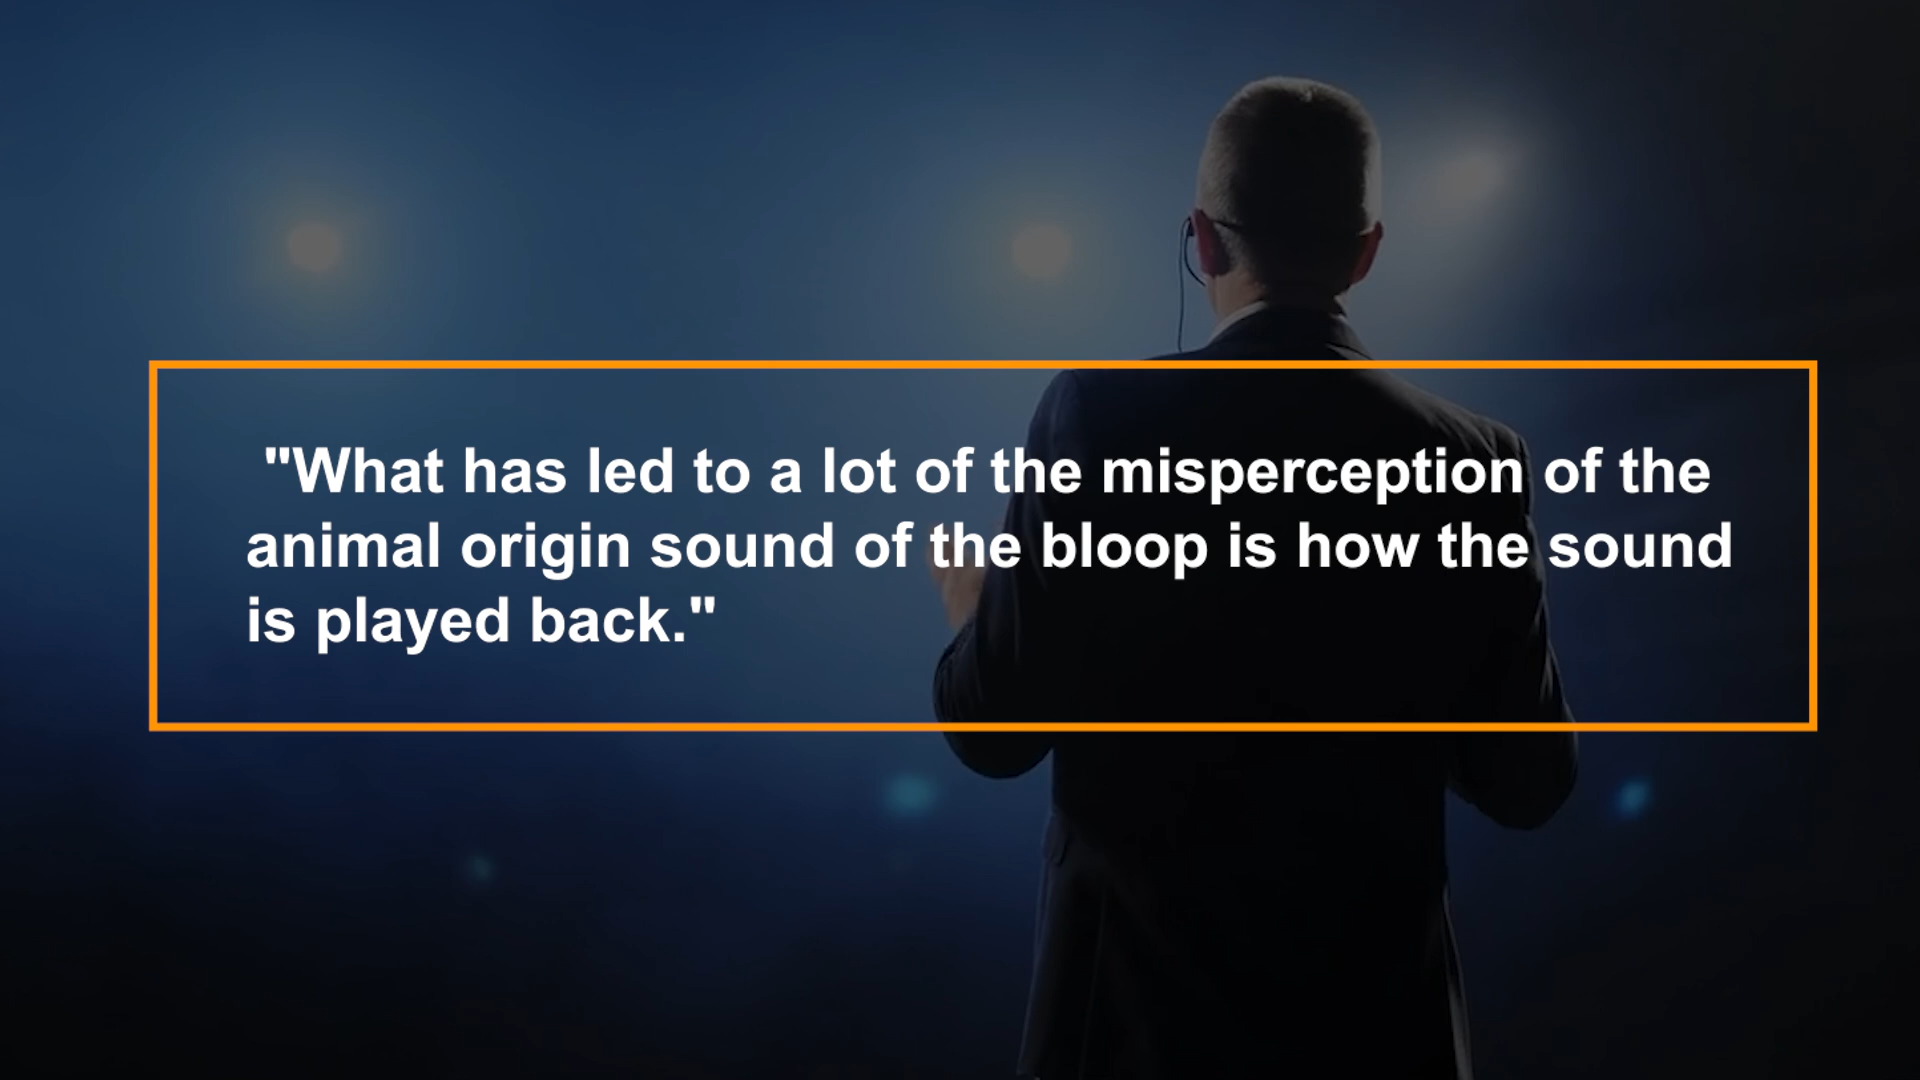 "What has led to a lot of the misperception of the
animal origin sound of the bloop is how the sound
is played back."